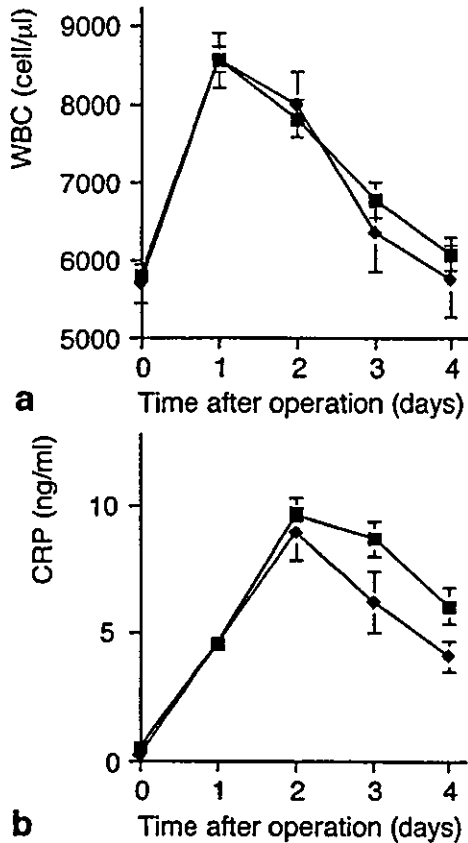 WBC (cell/μl)
9000
8000
7000
6000
5000
0 1 2 3 4
a Time after operation (days)
CRP (ng/ml)
10
5
0
0 1 2 3 4
b Time after operation (days)